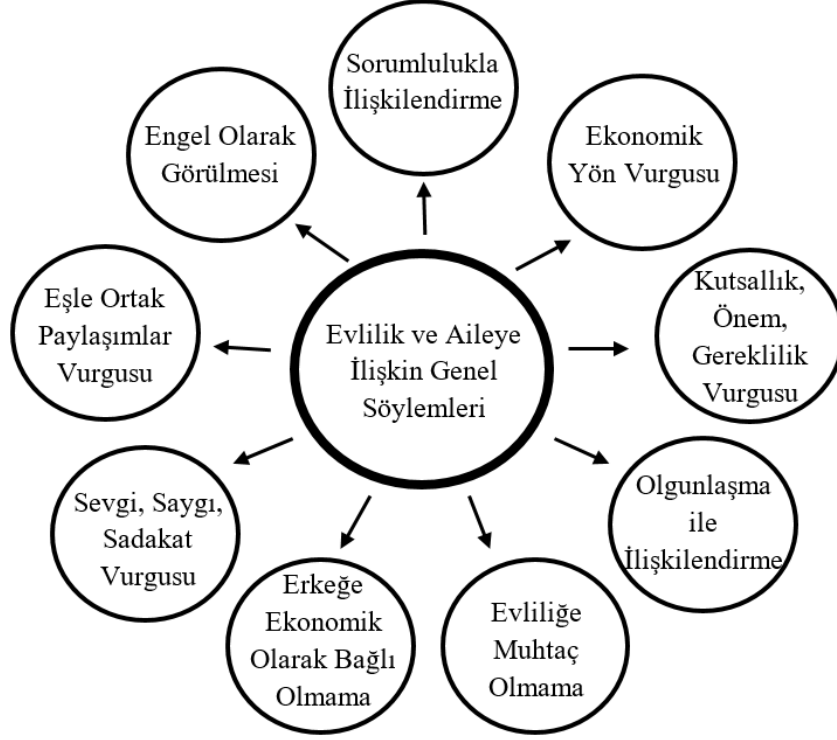 Sorumlulukla
İlişkilendirme
Ekonomik
Yön Vurgusu
Kutsallık,
Önem,
Gereklilik
Vurgusu
Olgunlaşma
ile
İlişkilendirme
Evliliğe
Muhtaç
Olmama
Erkeğe
Ekonomik
Olarak Bağlı
Olmama
Sevgi, Saygı,
Sadakat
Vurgusu
Eşle Ortak
Paylaşımlar
Vurgusu
Engel Olarak
Görülmesi
Evlilik ve Aileye
İlişkin Genel
Söylemleri